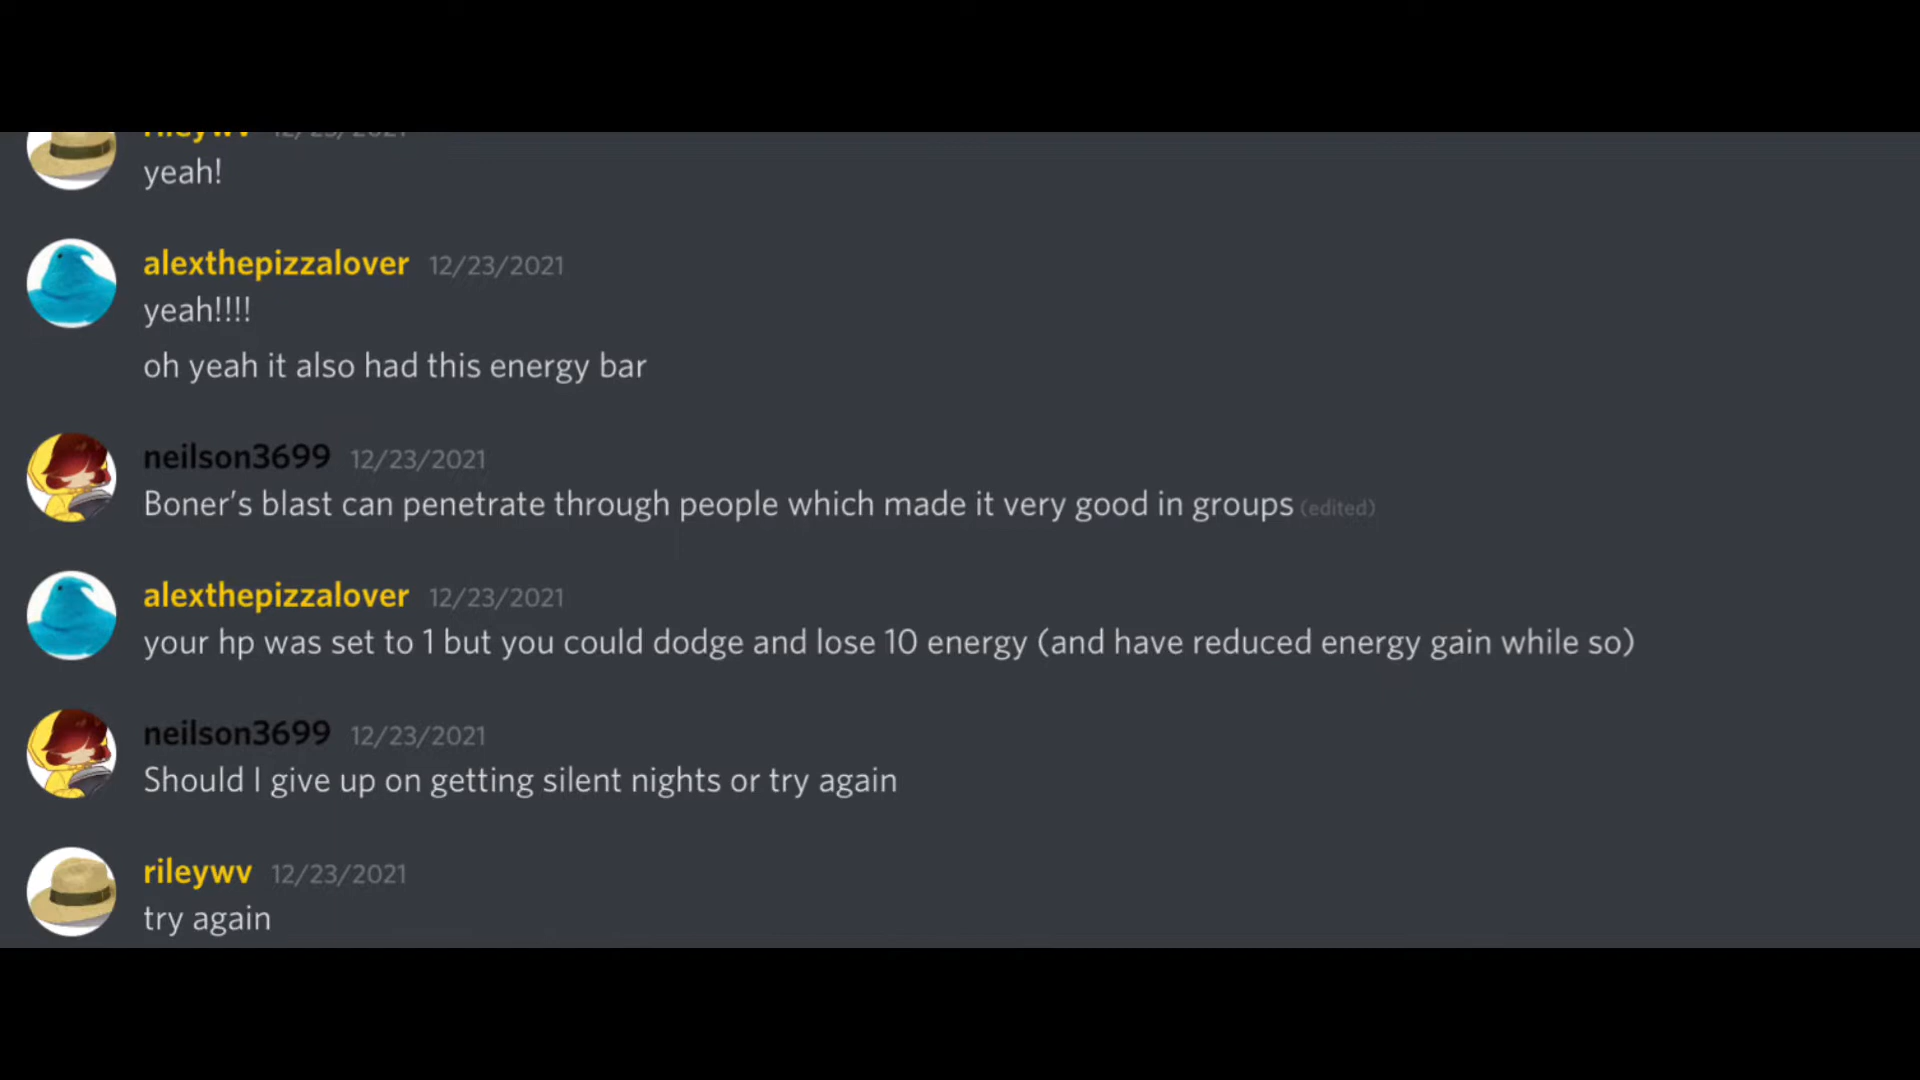 rileywv 12/23/2021
yeah!
alexthepizzalover 12/23/2021
yeah!!!!
oh yeah it also had this energy bar
neilson3699 12/23/2021
Boner's blast can penetrate through people which made it very good in groups (edited)
alexthepizzalover 12/23/2021
your hp was set to 1 but you could dodge and lose 10 energy (and have reduced energy gain while so)
neilson3699 12/23/2021
Should I give up on getting silent nights or try again
rileywv 12/23/2021
try again